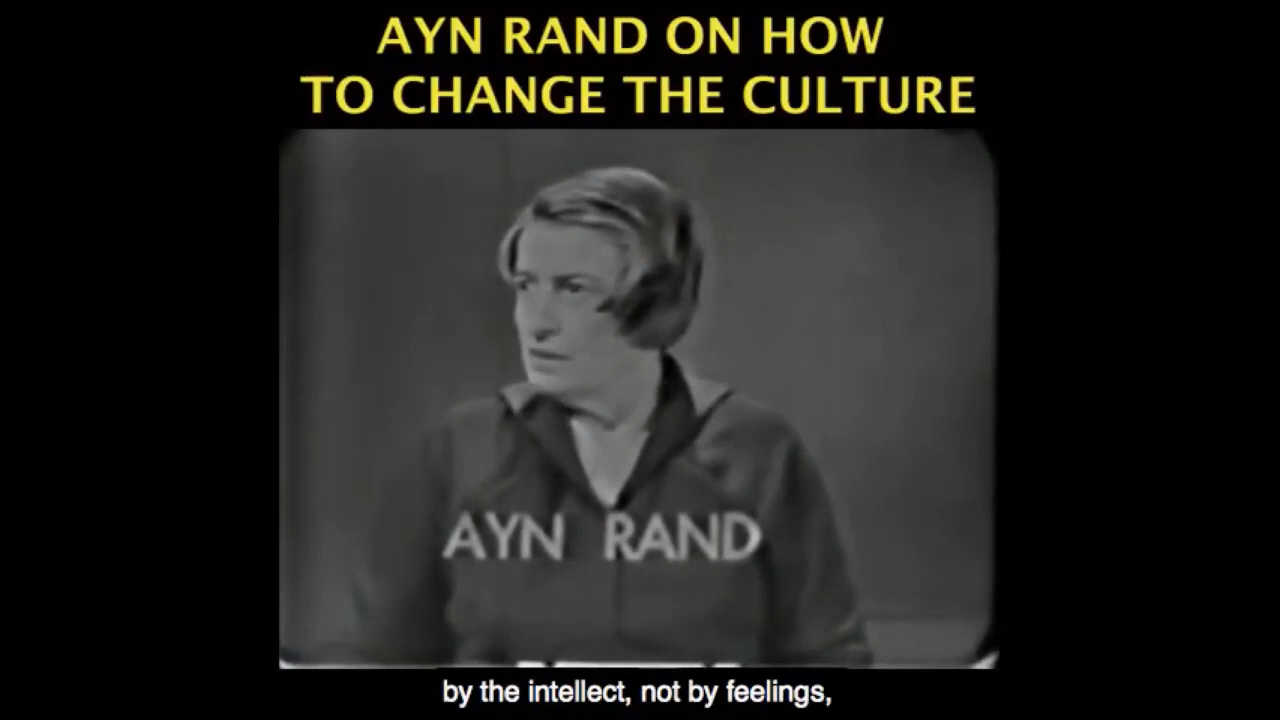 AYN RAND ON HOW
TO CHANGE THE CULTURE
AYN RAND
by the intellect, not by feelings,